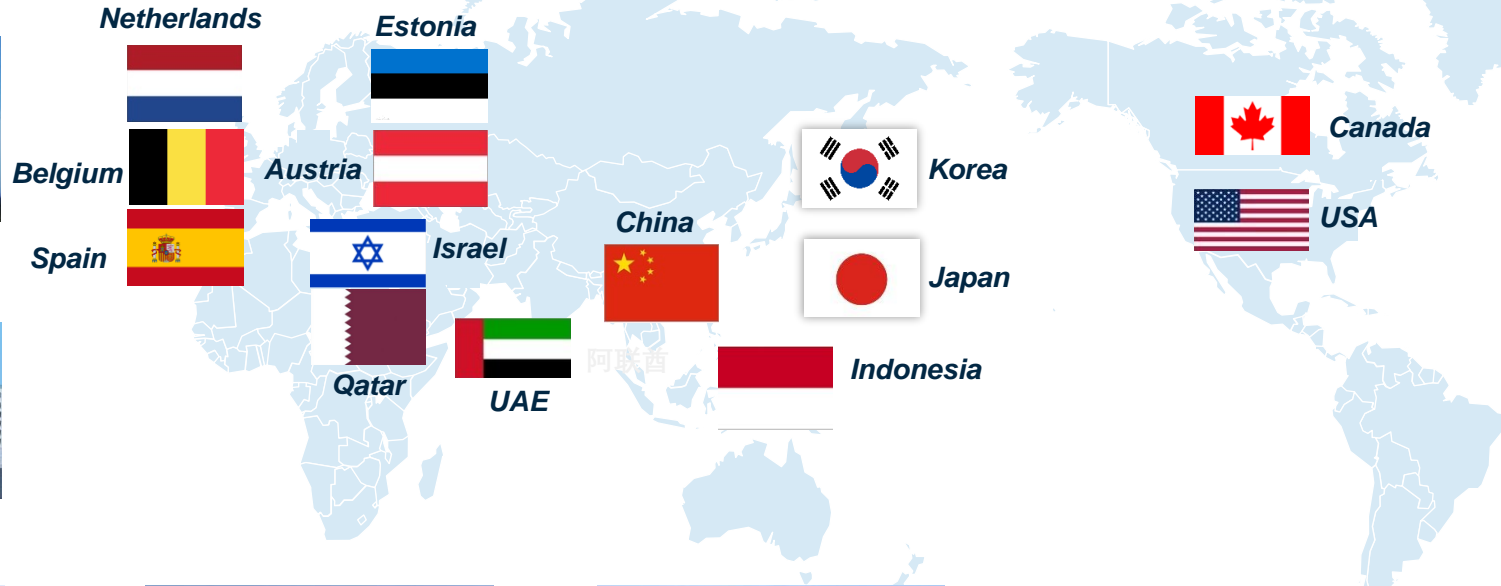 Netherlands
Estonia
Belgium
Austria
Korea
Canada
Spain
Israel
China
USA
Japan
Qatar
UAE
阿联酋
Indonesia